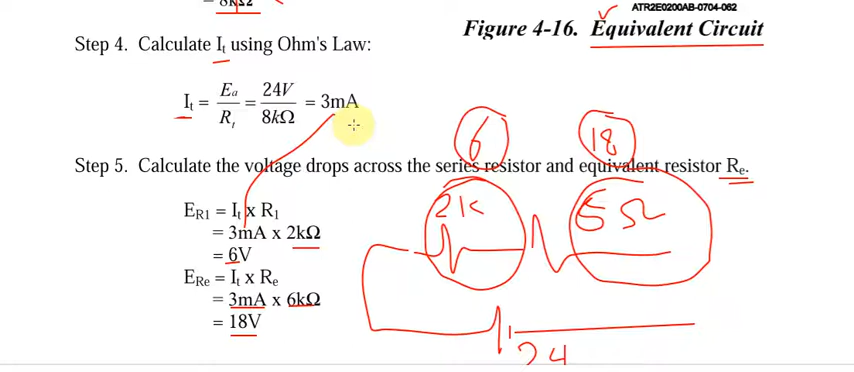 = 8KΩ
ATR2E0200AB-0704-062
Figure 4-16. Equivalent Circuit
Step 4. Calculate It using Ohm's Law:
It = Ea/Rt = 24V/8kΩ = 3mA
6
18
Step 5. Calculate the voltage drops across the series resistor and equivalent resistor Re.
ER1 = It x R1
= 3mA x 2kΩ
= 6V
2K
5Ω
ERe = It x Re
= 3mA x 6kΩ
= 18V
24